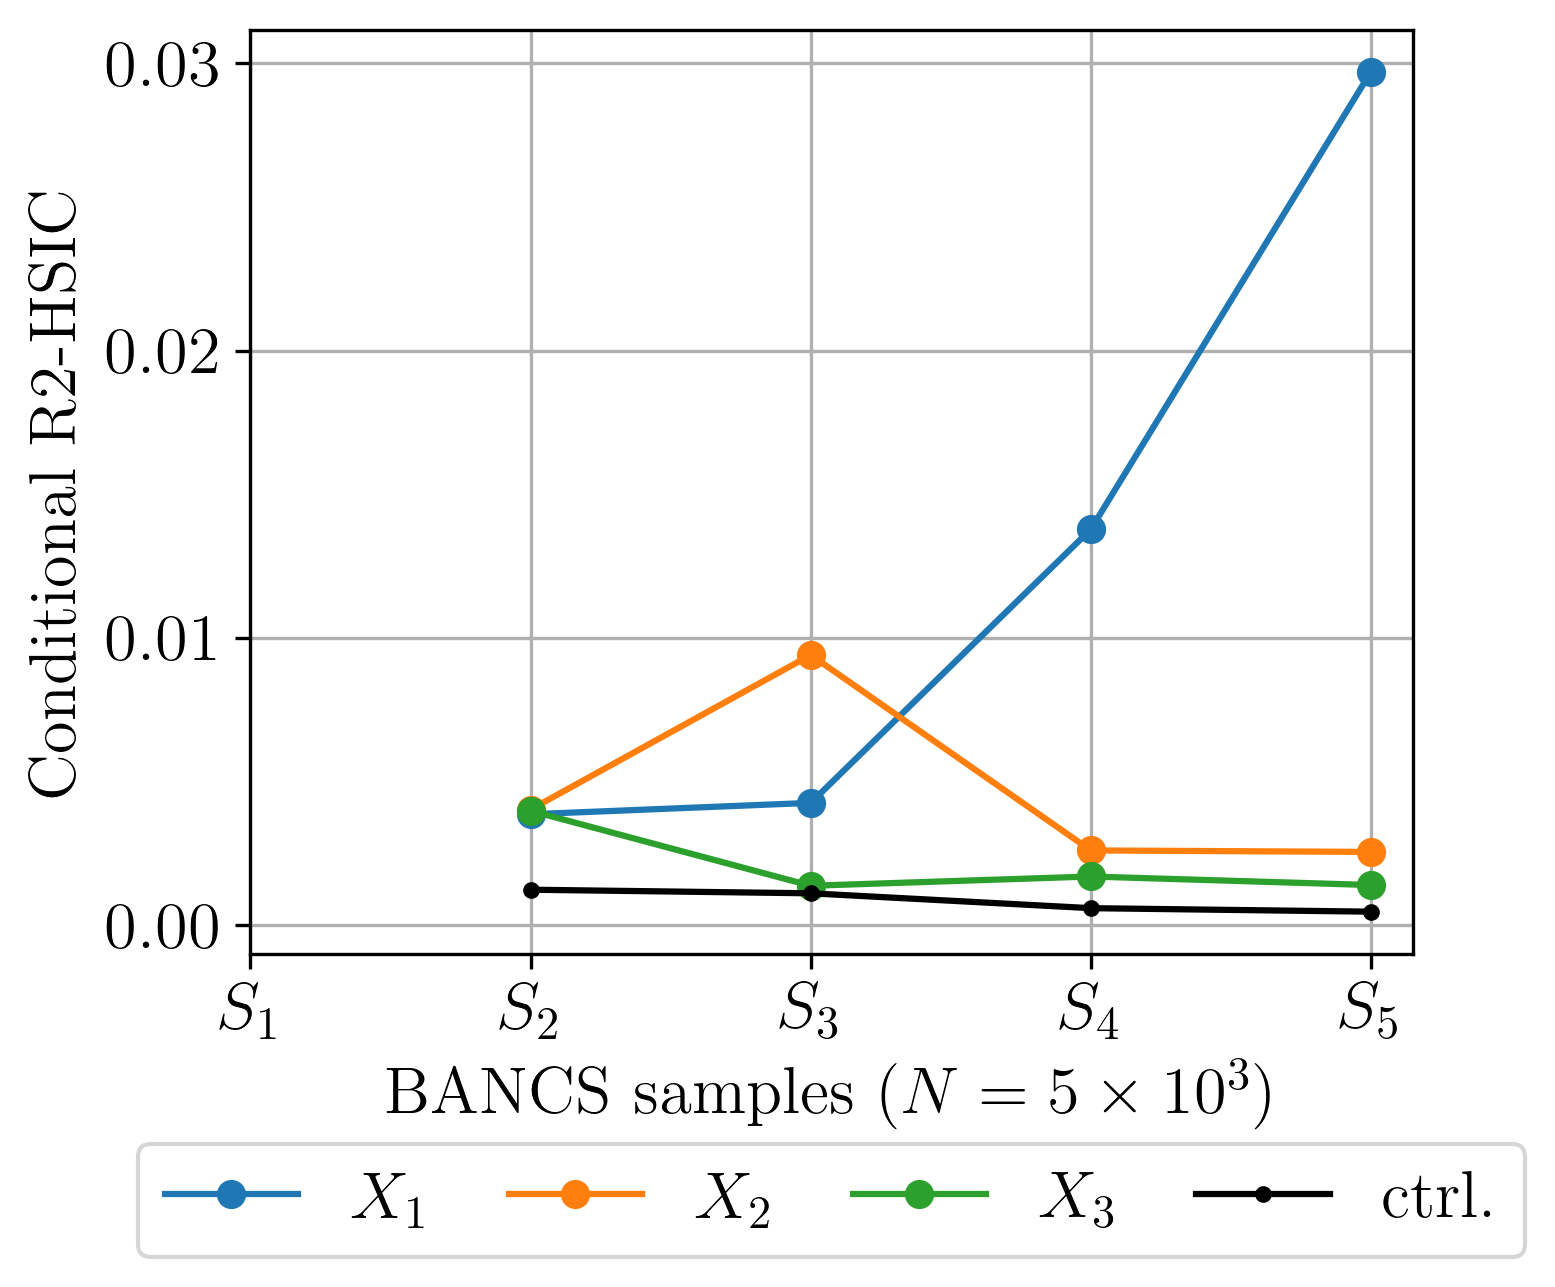 Conditional R2-HSIC
0.03
0.02
0.01
0.00
S₁ S₂ S₃ S₄ S₅
BANCS samples (N = 5 × 10³)
X₁ X₂ X₃ ctrl.